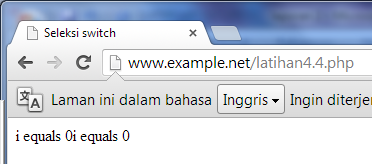 Seleksi switch
www.example.net/latihan4.4.php
Laman ini dalam bahasa Inggris Ingin diterjer
i equals 0i equals 0